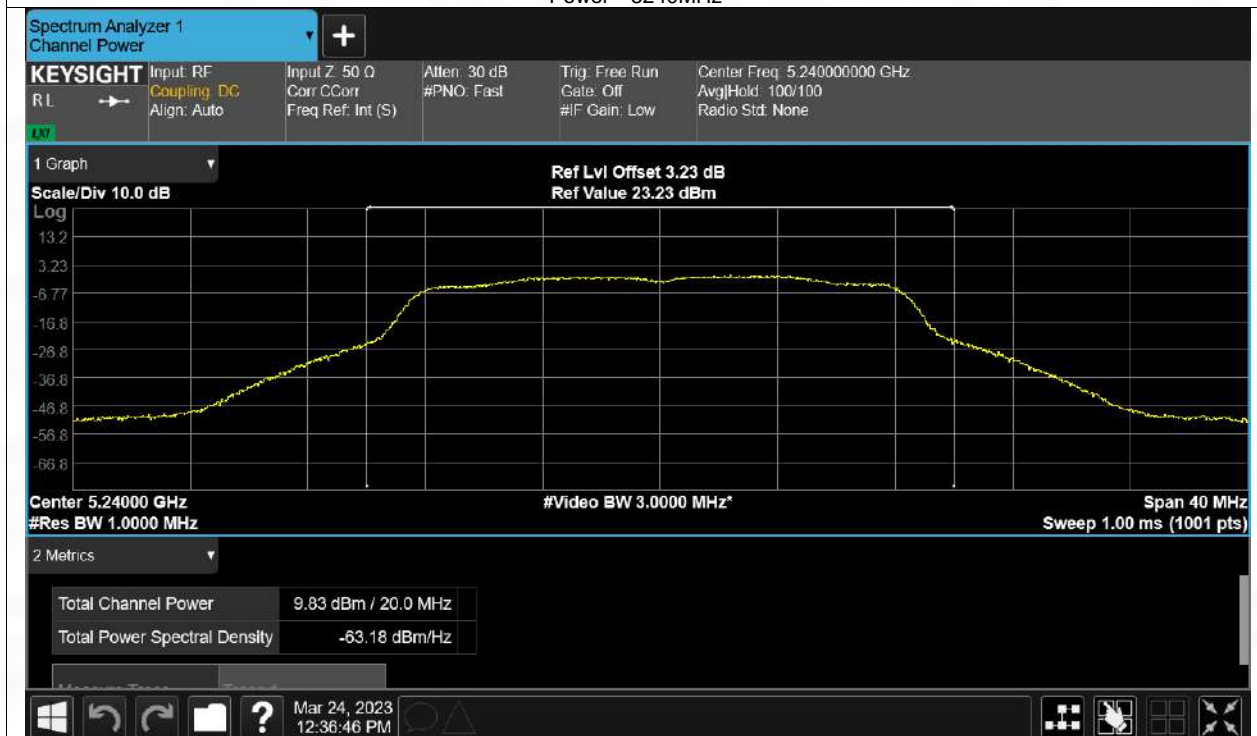 Power - 5240MHz
Spectrum Analyzer 1
Channel Power
+
KEYSIGHT Input: RF Input Z: 50 Ω Atten: 30 dB Trig: Free Run Center Freq: 5.240000000 GHz
RL Coupling: DC Corr CCorr #PNO: Fast Gate: Off Avg|Hold: 100/100
Align: Auto Freq Ref: Int (S) #IF Gain: Low Radio Std: None
LXI
1 Graph
Ref Lvl Offset 3.23 dB
Scale/Div 10.0 dB Ref Value 23.23 dBm
Log
13.2
3.23
-6.77
-16.8
-26.8
-36.8
-46.8
-56.8
-66.8
Center 5.24000 GHz #Video BW 3.0000 MHz* Span 40 MHz
#Res BW 1.0000 MHz Sweep 1.00 ms (1001 pts)
2 Metrics
Total Channel Power 9.83 dBm / 20.0 MHz
Total Power Spectral Density -63.18 dBm/Hz
?
Mar 24, 2023
12:36:46 PM